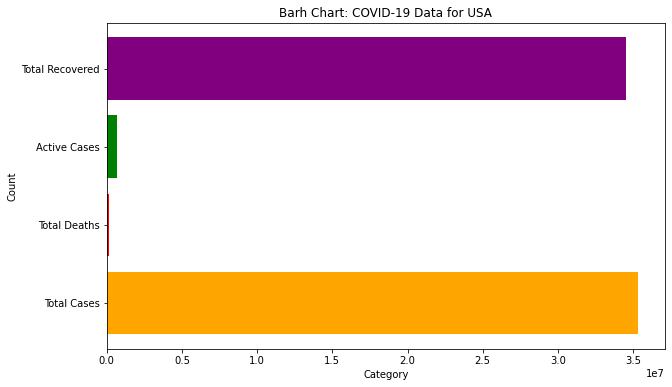 Barh Chart: COVID-19 Data for USA
Total Recovered
Active Cases
Total Deaths
Total Cases
Count
0.0 0.5 1.0 1.5 2.0 2.5 3.0 3.5
1e7
Category